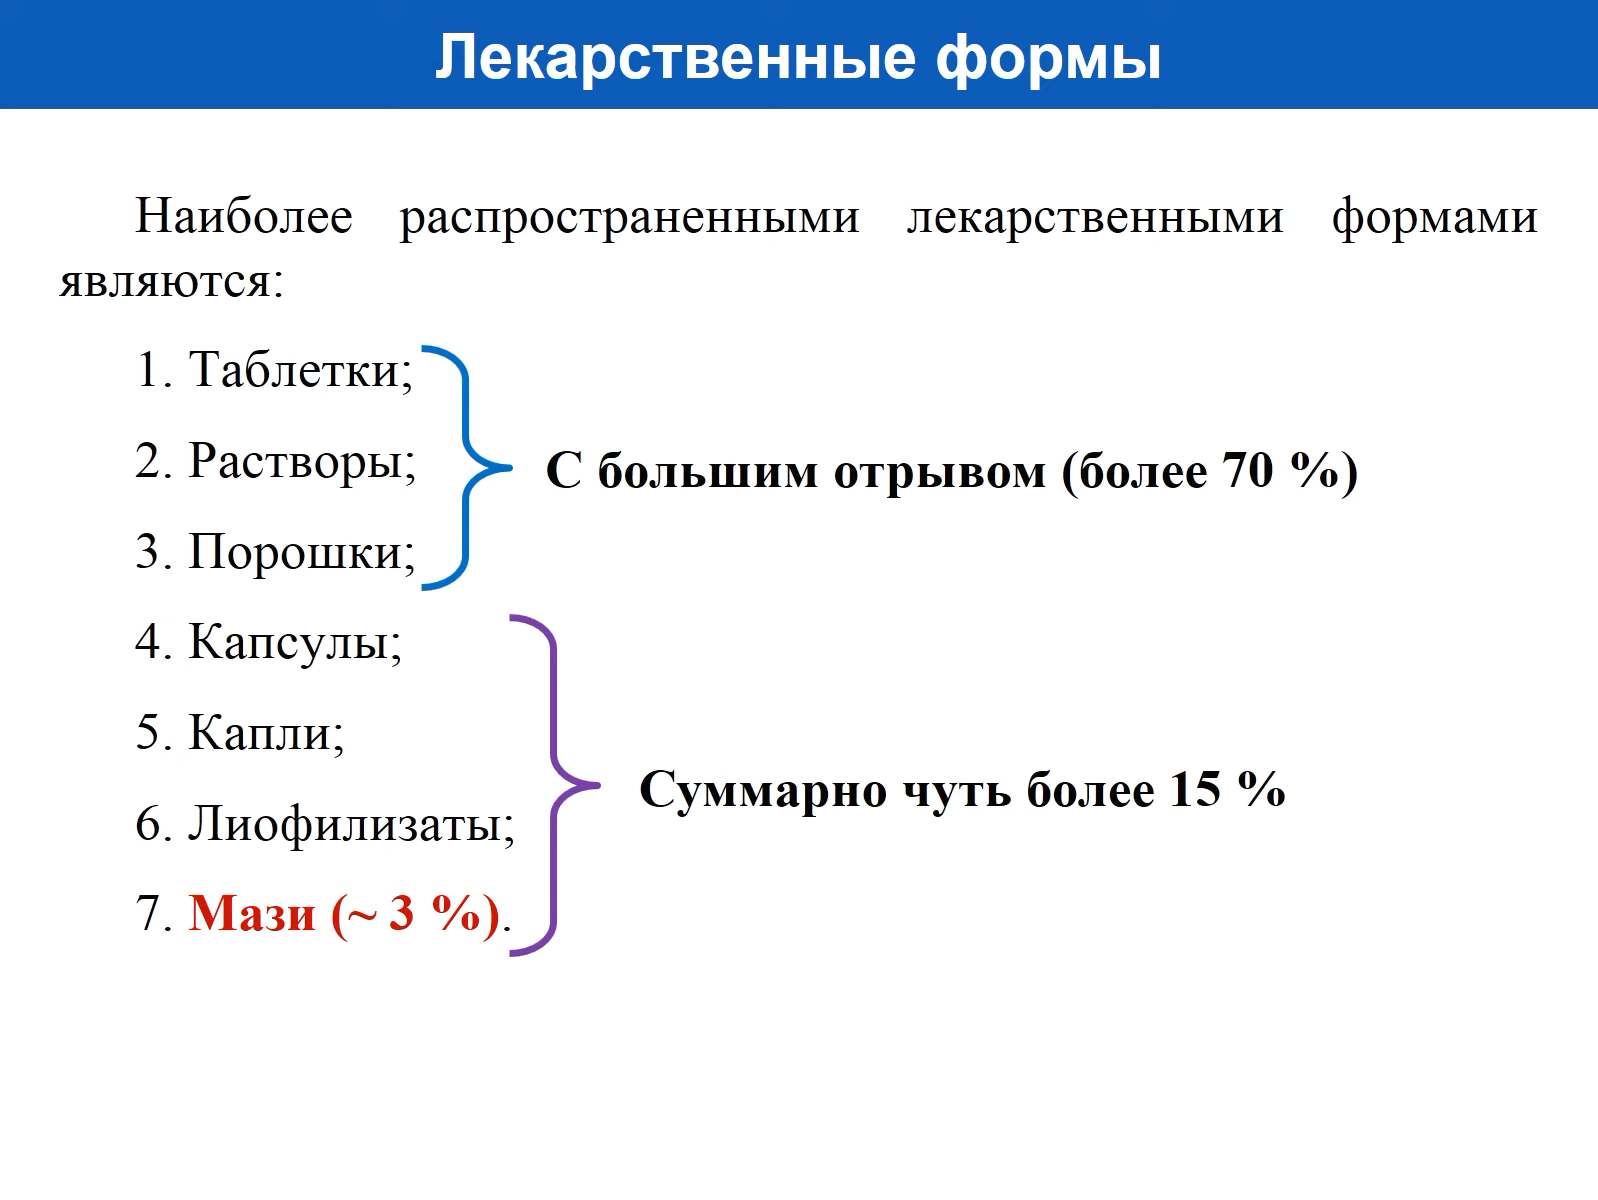 Лекарственные формы
Наиболее распространенными лекарственными формами
являются:
1. Таблетки;
2. Растворы;
3. Порошки;
С большим отрывом (более 70 %)
4. Капсулы;
5. Капли;
6. Лиофилизаты;
7. Мази (~ 3 %).
Суммарно чуть более 15 %